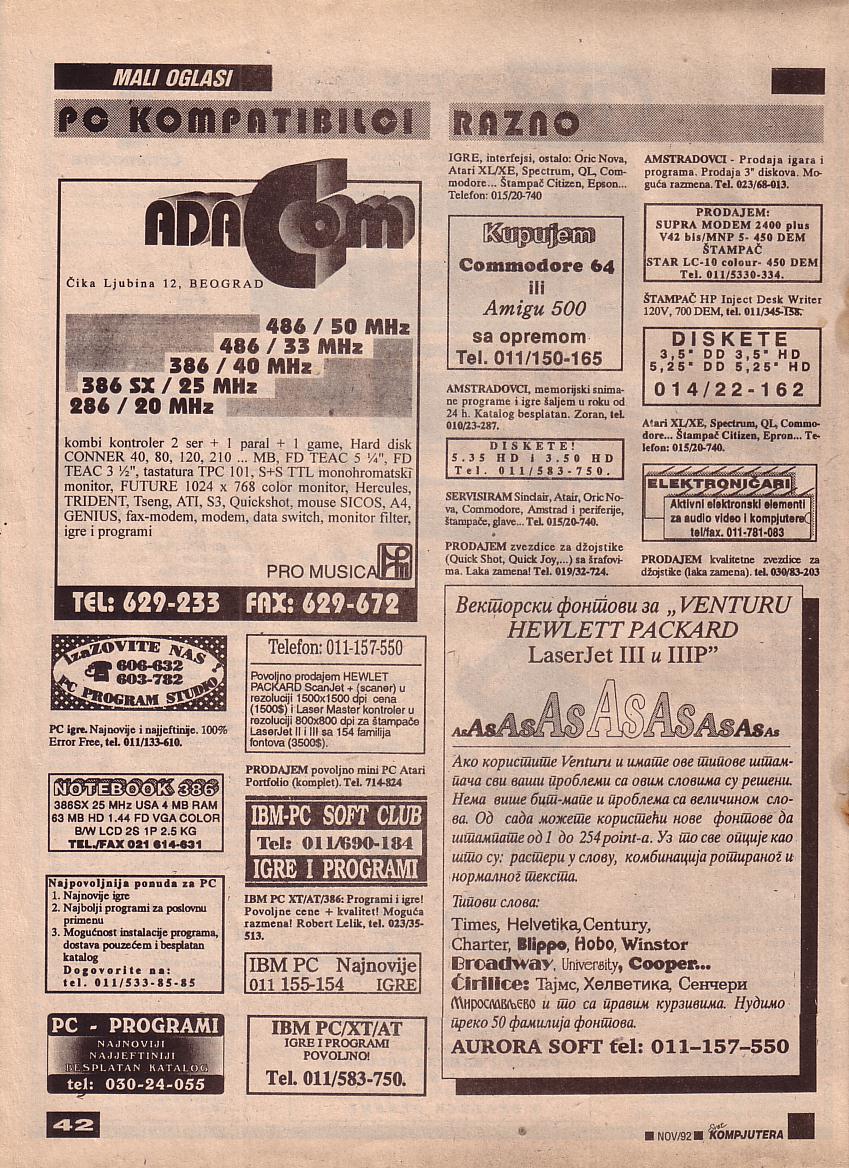 MALI OGLASI
PC KOMPATIBILCI
ADACom
Čika Ljubina 12, BEOGRAD
486 / 50 MHz
486 / 33 MHz
386 / 40 MHz
386 SX / 25 MHz
286 / 20 MHz
kombi kontroler 2 ser + 1 paral + 1 game, Hard disk
CONNER 40, 80, 120, 210 ... MB, FD TEAC 5 ¼", FD
TEAC 3 ½", tastatura TPC 101, S+S TTL monohromatski
monitor, FUTURE 1024 x 768 color monitor, Hercules,
TRIDENT, Tseng, ATI, S3, Quickshot, mouse SICOS, A4,
GENIUS, fax-modem, modem, data switch, monitor filter,
igre i programi
PRO MUSICA
TEL: 629-233 FAX: 629-672
IzaZOVITE NAS !
606-632
603-782
PC PROGRAM STUDIO
PC igre. Najnovije i najjeftinije. 100%
Error Free, tel. 011/133-610.
NOTEBOOK 386
386SX 25 MHz USA 4 MB RAM
63 MB HD 1.44 FD VGA COLOR
B/W LCD 2S 1P 2.5 KG
TEL./FAX 021 614-631
Najpovoljnija ponuda za PC
1. Najnovije igre
2. Najbolji programi za poslovnu
primenu
3. Mogućnost instalacije programa,
dostava pouzećem i besplatan
katalog
Dogovorite na:
tel. 011/533-85-85
PC - PROGRAMI
NAJNOVIJI
NAJJEFTINIJI
BESPLATAN KATALOG
tel: 030-24-055
Telefon: 011-157-550
Povoljno prodajem HEWLET
PACKARD ScanJet + (scaner) u
rezoluciji 1500x1500 dpi cena
(1500$) i Laser Master kontroler u
rezoluciji 800x800 dpi za štampače
LaserJet II i III sa 154 familija
fontova (3500$).
PRODAJEM povoljno mini PC Atari
Portfolio (komplet). Tel. 714-824
IBM-PC SOFT CLUB
Tel: 011/690-184
IGRE I PROGRAMI
IBM PC XT/AT/386: Programi i igre!
Povoljne cene + kvalitet! Moguća
razmena! Robert Lelik, tel. 023/35-
513.
IBM PC Najnovije
011 155-154 IGRE
IBM PC/XT/AT
IGRE I PROGRAMI
POVOLJNO!
Tel. 011/583-750.
RAZNO
IGRE, interfejsi, ostalo: Oric Nova,
Atari XL/XE, Spectrum, QL, Com-
modore... Štampač Citizen, Epson...
Telefon: 015/20-740
Kupujem
Commodore 64
ili
Amigu 500
sa opremom
Tel. 011/150-165
AMSTRADOVCI, memorijski snima-
ne programe i igre šaljem u roku od
24 h. Katalog besplatan. Zoran, tel.
010/23-287.
DISKETE!
5.35 HD i 3.50 HD
Tel. 011/583-750.
SERVISIRAM Sinclair, Atair, Oric No-
va, Commodore, Amstrad i periferije,
štampače, glave... Tel. 015/20-740.
PRODAJEM zvezdice za džojstike
(Quick Shot, Quick Joy,...) sa šrafovi-
ma. Laka zamena! Tel. 019/32-724.
AMSTRADOVCI - Prodaja igara i
programa. Prodaja 3" diskova. Mo-
guća razmena. Tel. 023/68-013.
PRODAJEM:
SUPRA MODEM 2400 plus
V42 bis/MNP 5- 450 DEM
ŠTAMPAČ
STAR LC-10 colour- 450 DEM
Tel. 011/5330-334.
ŠTAMPAČ HP Inject Desk Writer
120V, 700 DEM, tel. 011/345-158.
DISKETE
3,5" DD 3,5" HD
5,25" DD 5,25" HD
014/22-162
Atari XL/XE, Spectrum, QL, Commo-
dore... Štampač Citizen, Epron... Te-
lefon: 015/20-740.
ELEKTRONIČARI
Aktivni elektronski elementi
za audio video i kompjutere
tel/fax. 011-781-083
PRODAJEM kvalitetne zvezdice za
džojstike (laka zamena). tel. 030/83-203
Векторски фонтови за „VENTURU
HEWLETT PACKARD
LaserJet III и IIIP”
AsAsAsAsAsAsAsAsAsAs
Ако користите Venturu и имате ове типове штам-
пача сви ваши проблеми са овим словима су решени.
Нема више бит-мапе и проблема са величином сло-
ва. Од сада можете користећи нове фонтове да
штампате од 1 до 254 point-a. Уз то све опције као
што су: растери у слову, комбинација ротираног и
нормалног текста.
Типови слова:
Times, Helvetika, Century,
Charter, Blippo, Hobo, Winstor
Broadway, University, Cooper...
Ćirilice: Тајмс, Хелветика, Сенчери
Мирослављево и то са правим курзивима. Нудимо
преко 50 фамилија фонтова.
AURORA SOFT tel: 011-157-550
42
NOV/92 Svet KOMPJUTERA